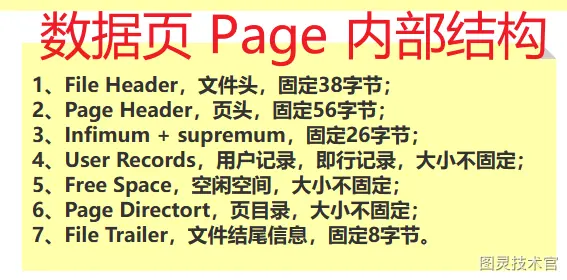 数据页 Page 内部结构
1、File Header，文件头，固定38字节；
2、Page Header，页头，固定56字节；
3、Infimum + supremum，固定26字节；
4、User Records，用户记录，即行记录，大小不固定；
5、Free Space，空闲空间，大小不固定；
6、Page Directort，页目录，大小不固定；
7、File Trailer，文件结尾信息，固定8字节。
图灵技术官